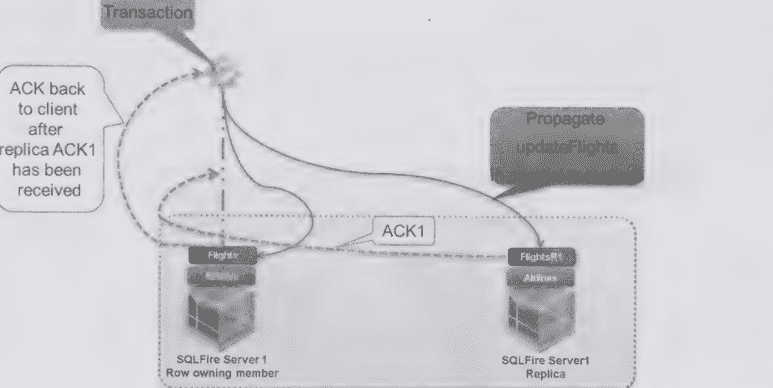 Transaction
ACK back
to client
after
replica ACK1
has been
received
Propagate
updateFlights
ACK1
Flights
FlightsR1
Airlines
SQLFire Server 1
Row owning member
SQLFire Server1
Replica